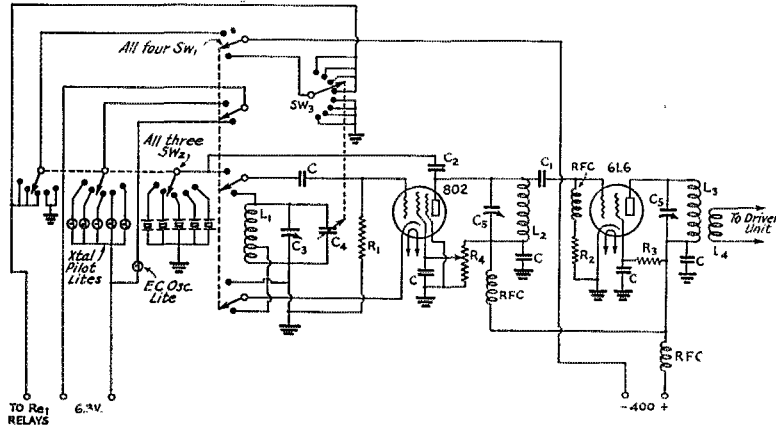 All four SW₁
SW₃
All three
SW₂
C
C₂
802
C₁
RFC
6L6
L₁
C₃
C₄
R₁
C₅
L₂
R₄
C
C
RFC
R₂
C
R₃
C₅
L₃
C
L₄
To Driver
Unit
Xtal
Pilot
Lites
E.C. Osc.
Lite
RFC
TO Re₁
RELAYS
6.3V.
-400 +